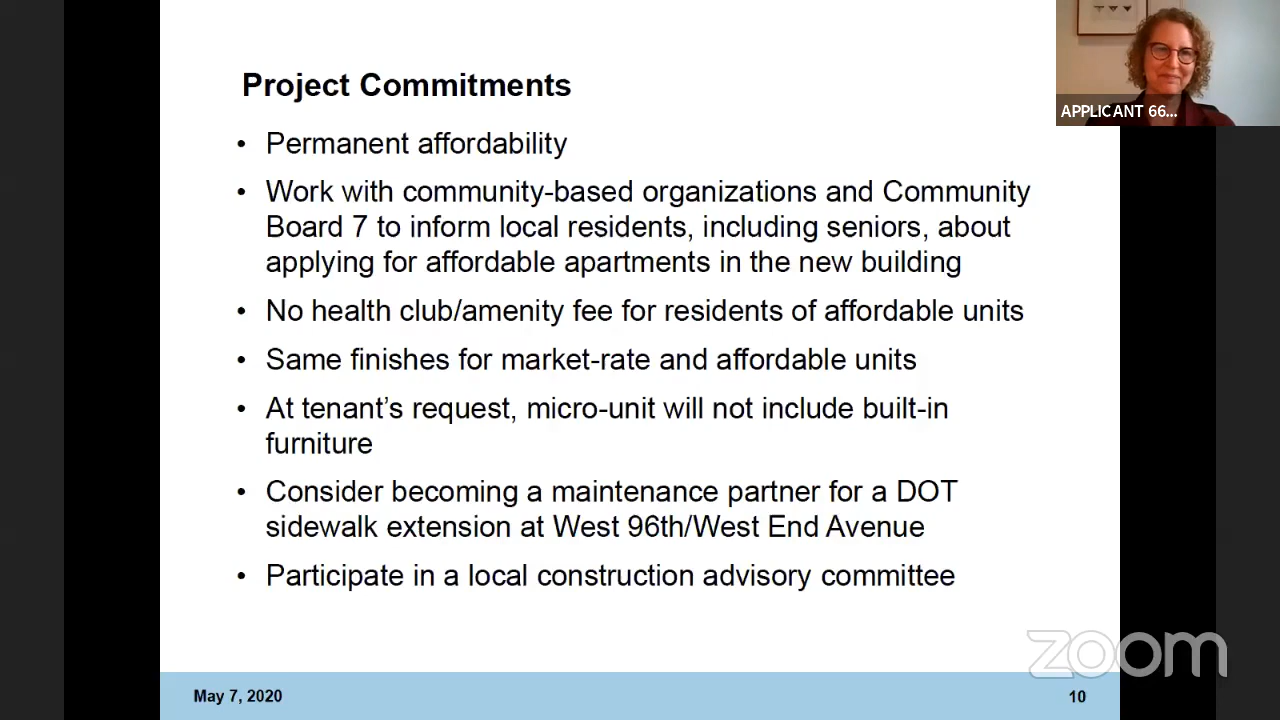 Project Commitments
• Permanent affordability
• Work with community-based organizations and Community
Board 7 to inform local residents, including seniors, about
applying for affordable apartments in the new building
• No health club/amenity fee for residents of affordable units
• Same finishes for market-rate and affordable units
• At tenant’s request, micro-unit will not include built-in
furniture
• Consider becoming a maintenance partner for a DOT
sidewalk extension at West 96th/West End Avenue
• Participate in a local construction advisory committee
May 7, 2020
10
APPLICANT 66...
zoom